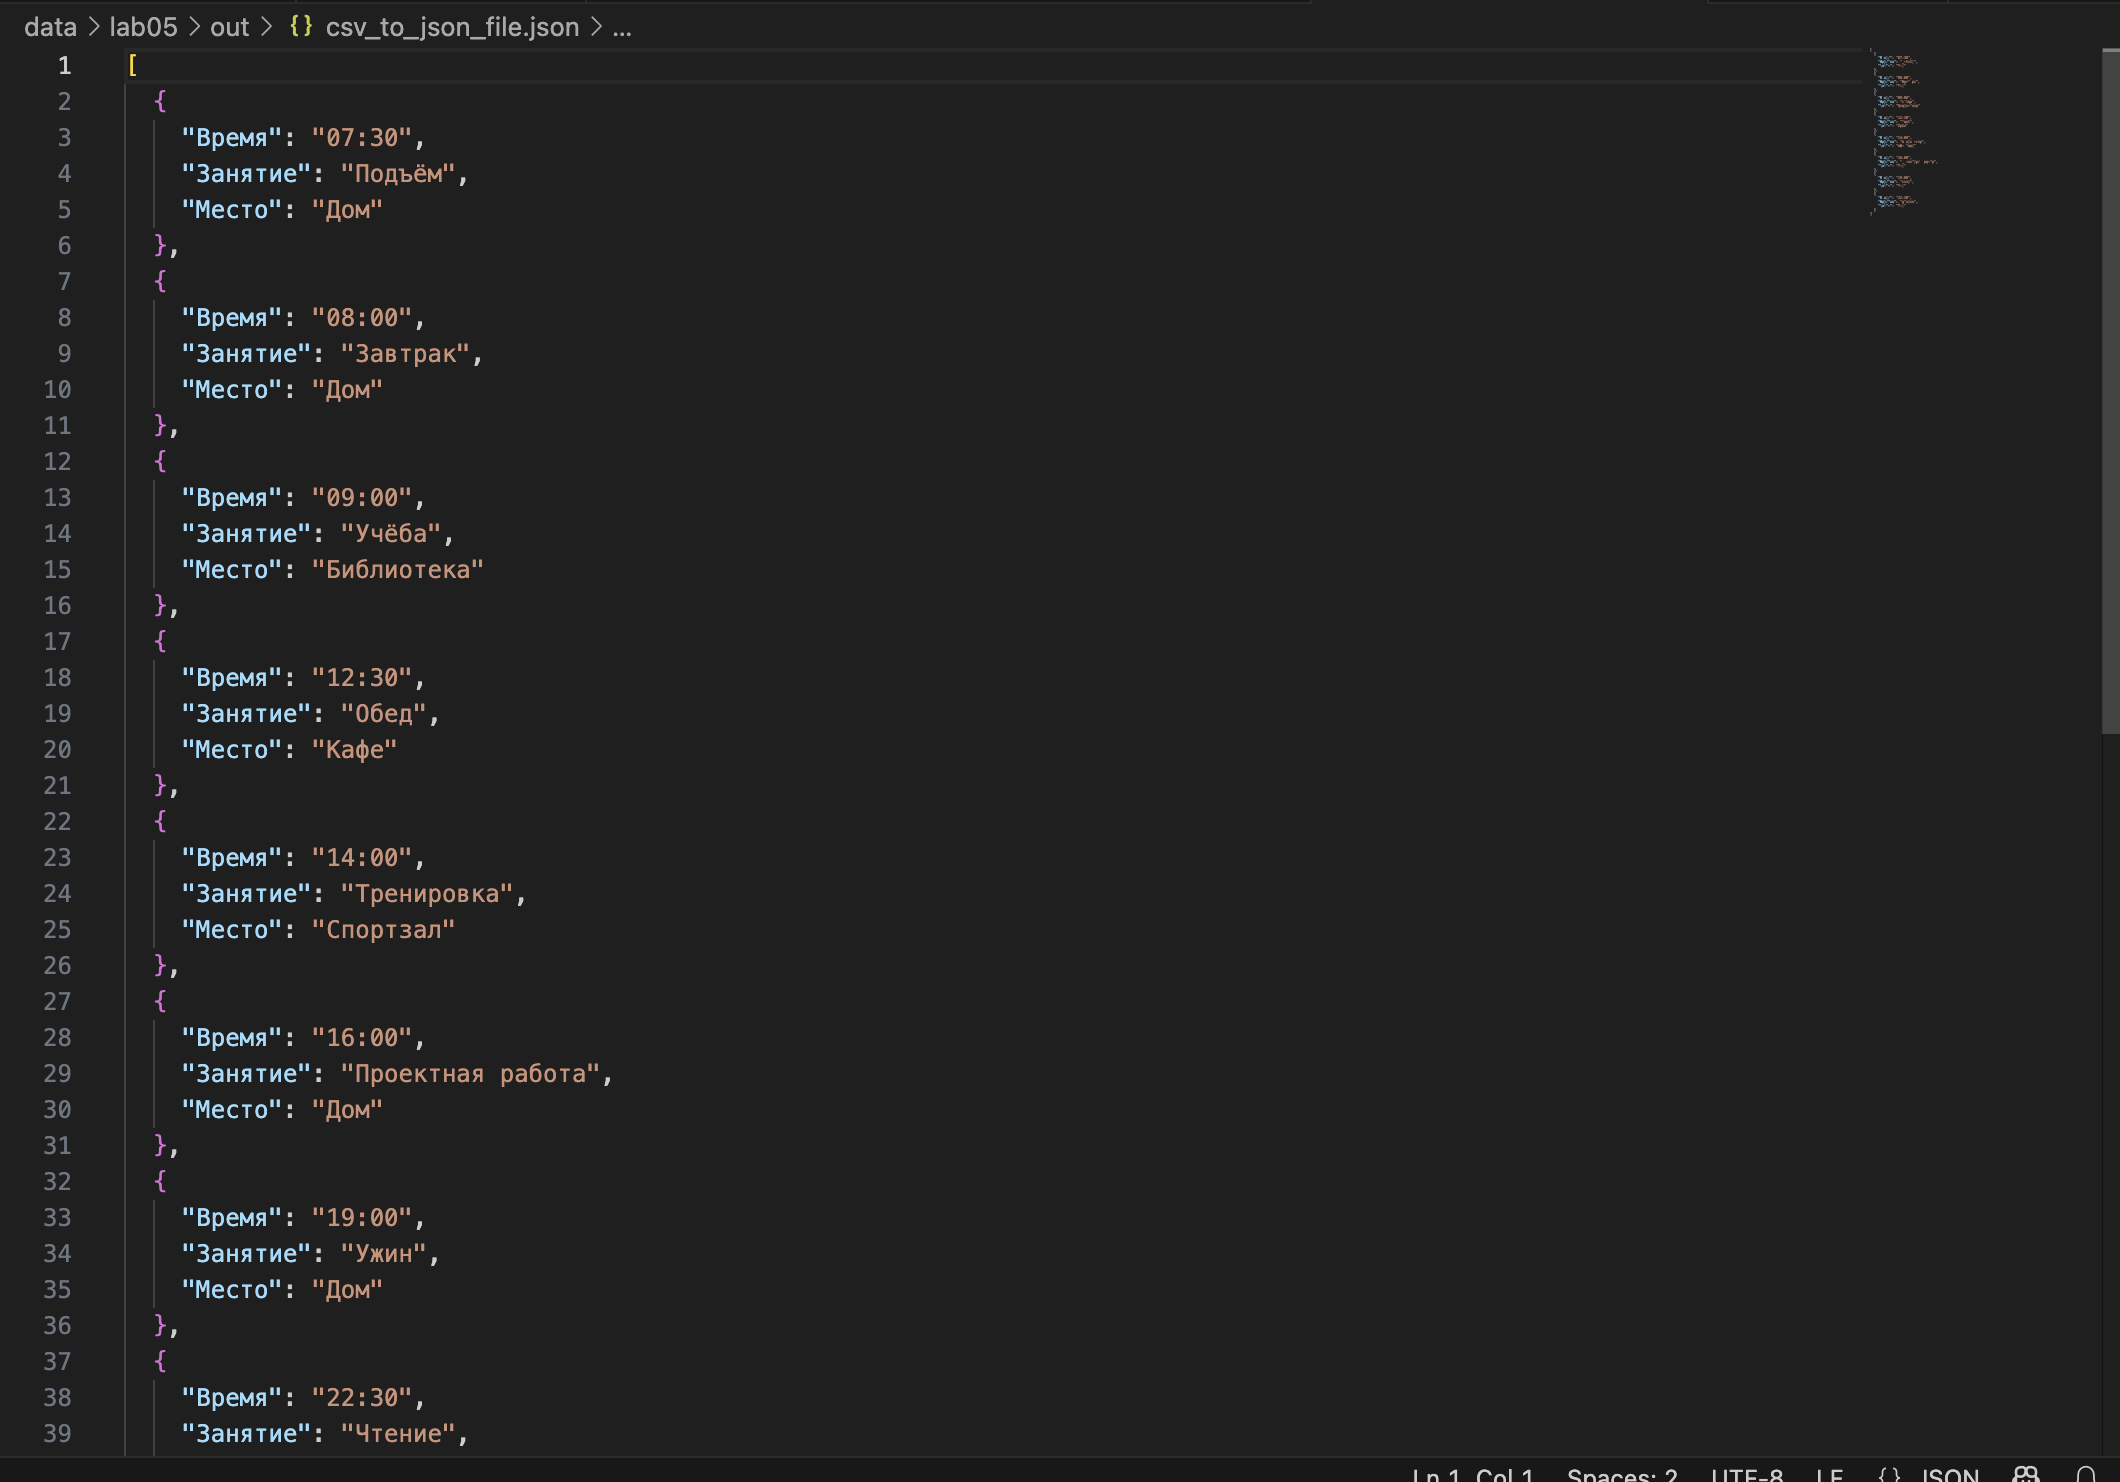 data > lab05 > out > {} csv_to_json_file.json > ...
1 [
2 {
3 "Время": "07:30",
4 "Занятие": "Подъём",
5 "Место": "Дом"
6 },
7 {
8 "Время": "08:00",
9 "Занятие": "Завтрак",
10 "Место": "Дом"
11 },
12 {
13 "Время": "09:00",
14 "Занятие": "Учёба",
15 "Место": "Библиотека"
16 },
17 {
18 "Время": "12:30",
19 "Занятие": "Обед",
20 "Место": "Кафе"
21 },
22 {
23 "Время": "14:00",
24 "Занятие": "Тренировка",
25 "Место": "Спортзал"
26 },
27 {
28 "Время": "16:00",
29 "Занятие": "Проектная работа",
30 "Место": "Дом"
31 },
32 {
33 "Время": "19:00",
34 "Занятие": "Ужин",
35 "Место": "Дом"
36 },
37 {
38 "Время": "22:30",
39 "Занятие": "Чтение",
Ln 1, Col 1 Spaces: 2 UTF-8 LF {} JSON